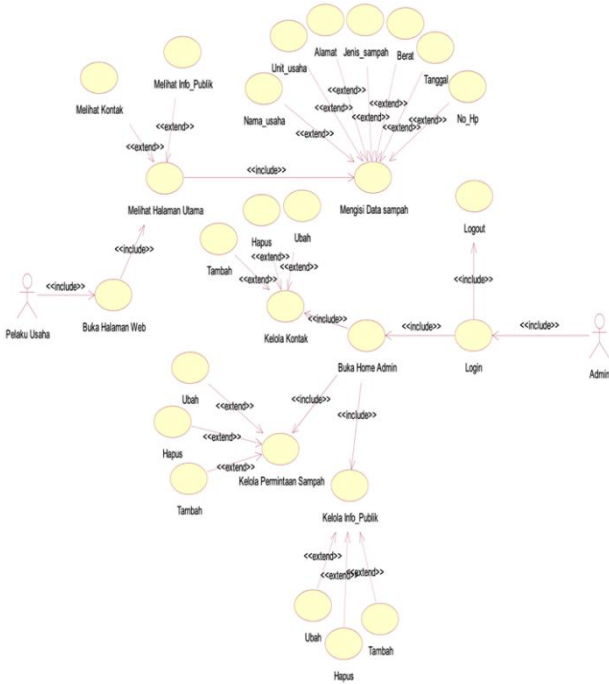 Alamat
Jenis_sampah
Berat
Unit_usaha
Tanggal
Melihat Info_Publik
Melihat Kontak
<<extend>>
<<extend>>
<<extend>>
<<extend>>
<<extend>>
Nama_usaha
<<extend>>
<<extend>>
No_Hp
<<extend>>
<<extend>>
<<include>>
Melihat Halaman Utama
Mengisi Data sampah
Logout
Hapus
Ubah
<<include>>
Tambah
<<extend>>
<<extend>>
<<extend>>
<<include>>
<<include>>
Pelaku Usaha
Buka Halaman Web
Kelola Kontak
<<include>>
<<include>>
<<include>>
Buka Home Admin
Login
Admin
Ubah
<<extend>>
<<include>>
<<include>>
Hapus
<<extend>>
<<extend>>
Tambah
Kelola Permintaan Sampah
Kelola Info_Publik
<<extend>>
<<extend>>
<<extend>>
Ubah
Hapus
Tambah